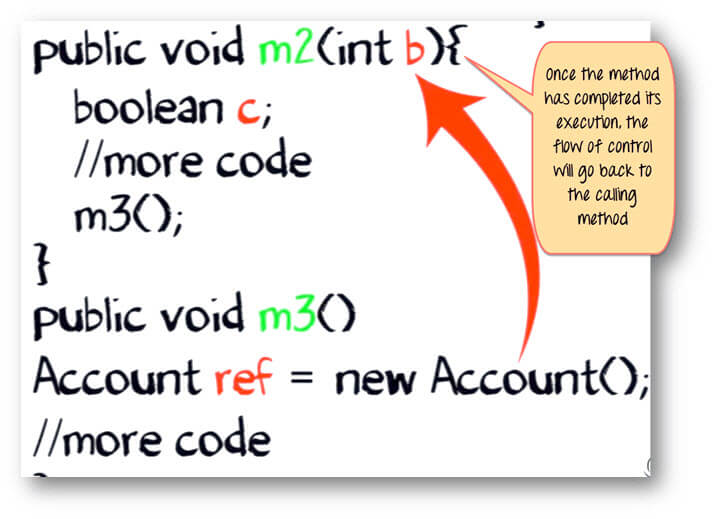 public void m2(int b){
boolean c;
//more code
m3();
}
public void m3()
Account ref = new Account();
//more code
Once the method
has completed its
execution, the
flow of control
will go back to
the calling
method